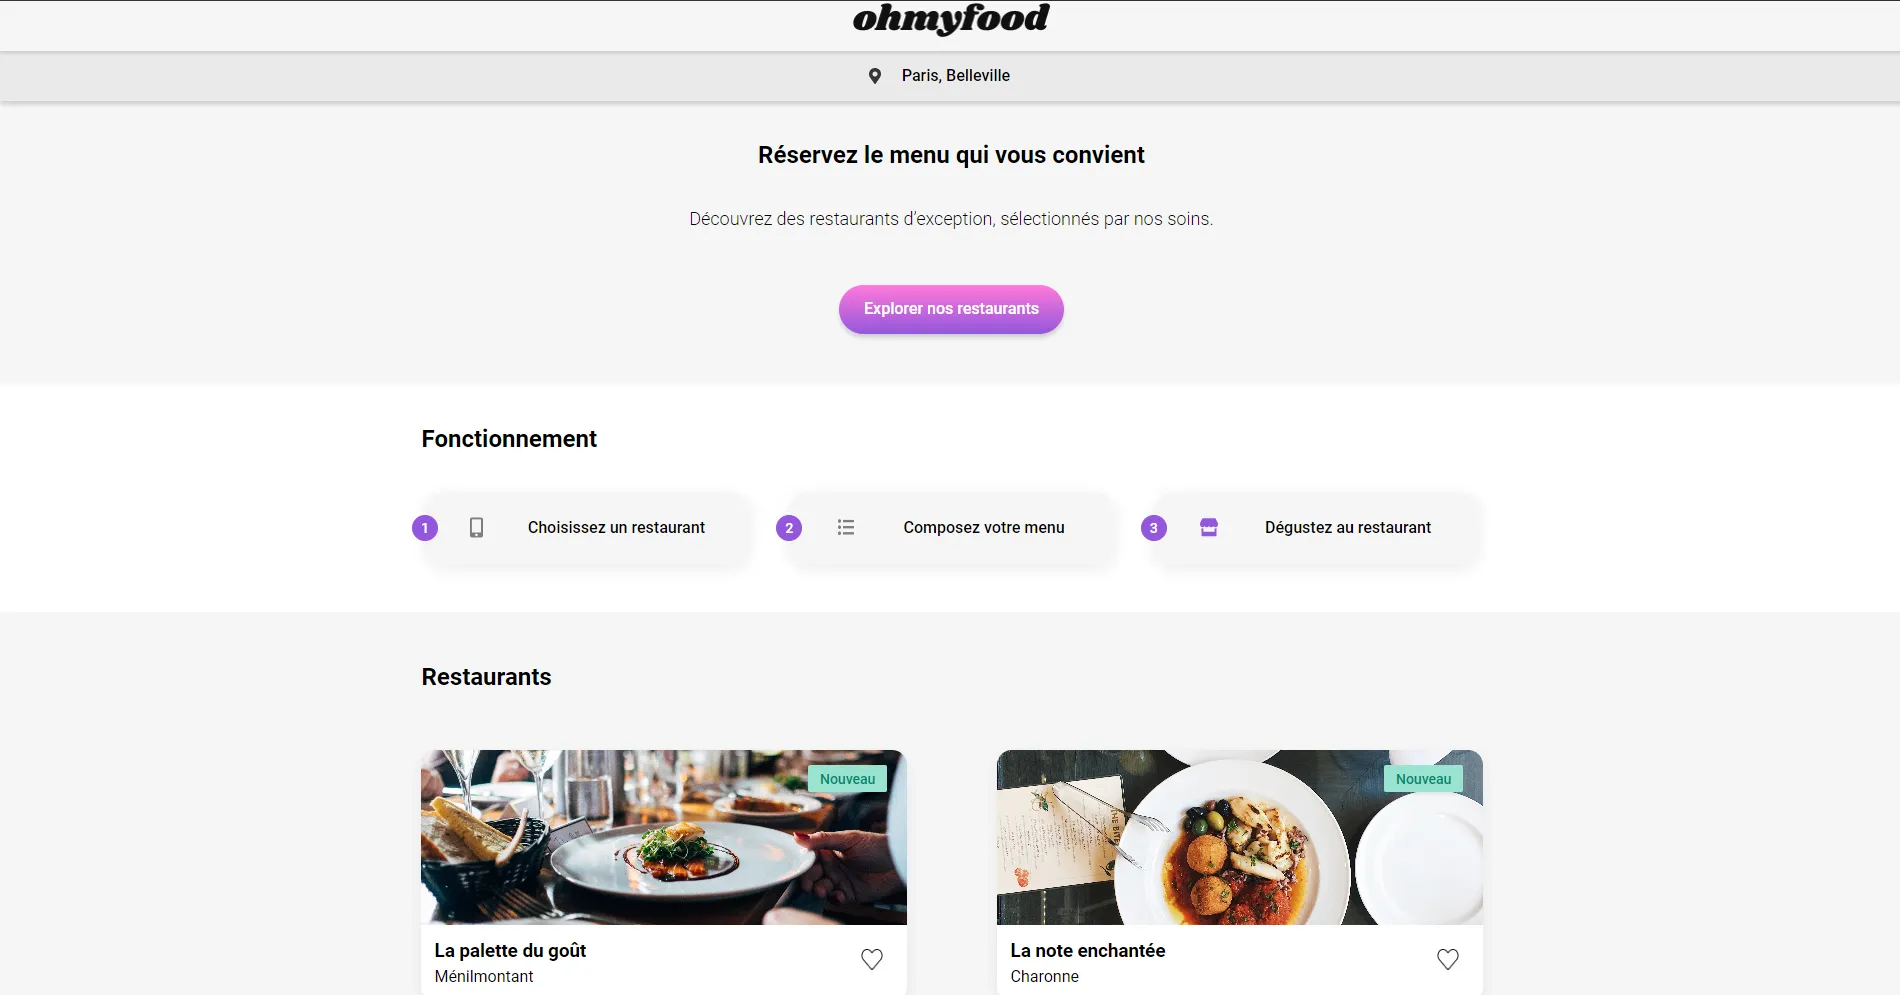 ohmyfood
Paris, Belleville
Réservez le menu qui vous convient
Découvrez des restaurants d’exception, sélectionnés par nos soins.
Explorer nos restaurants
Fonctionnement
1 Choisissez un restaurant
2 Composez votre menu
3 Dégustez au restaurant
Restaurants
Nouveau
La palette du goût
Ménilmontant
Nouveau
La note enchantée
Charonne